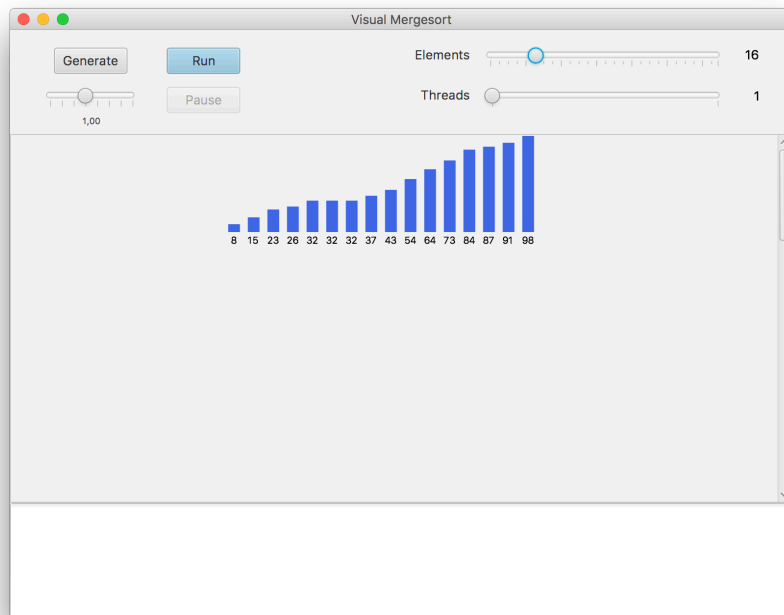 Visual Mergesort
Generate Run Elements 16
Pause Threads 1
1,00
8 15 23 26 32 32 32 37 43 54 64 73 84 87 91 98